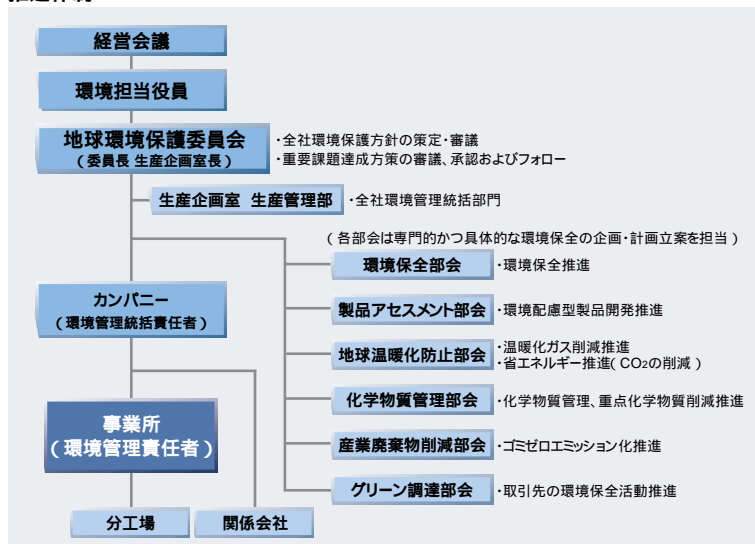 経営会議
環境担当役員
地球環境保護委員会
(委員長 生産企画室長)
・全社環境保護方針の策定・審議
・重要課題達成方策の審議、承認およびフォロー
生産企画室 生産管理部
・全社環境管理統括部門
(各部会は専門的かつ具体的な環境保全の企画・計画立案を担当)
環境保全部会
・環境保全推進
カンパニー
(環境管理統括責任者)
製品アセスメント部会
・環境配慮型製品開発推進
地球温暖化防止部会
・温暖化ガス削減推進
・省エネルギー推進(CO2の削減)
化学物質管理部会
・化学物質管理、重点化学物質削減推進
事業所
(環境管理責任者)
産業廃棄物削減部会
・ゴミゼロエミッション化推進
グリーン調達部会
・取引先の環境保全活動推進
分工場
関係会社